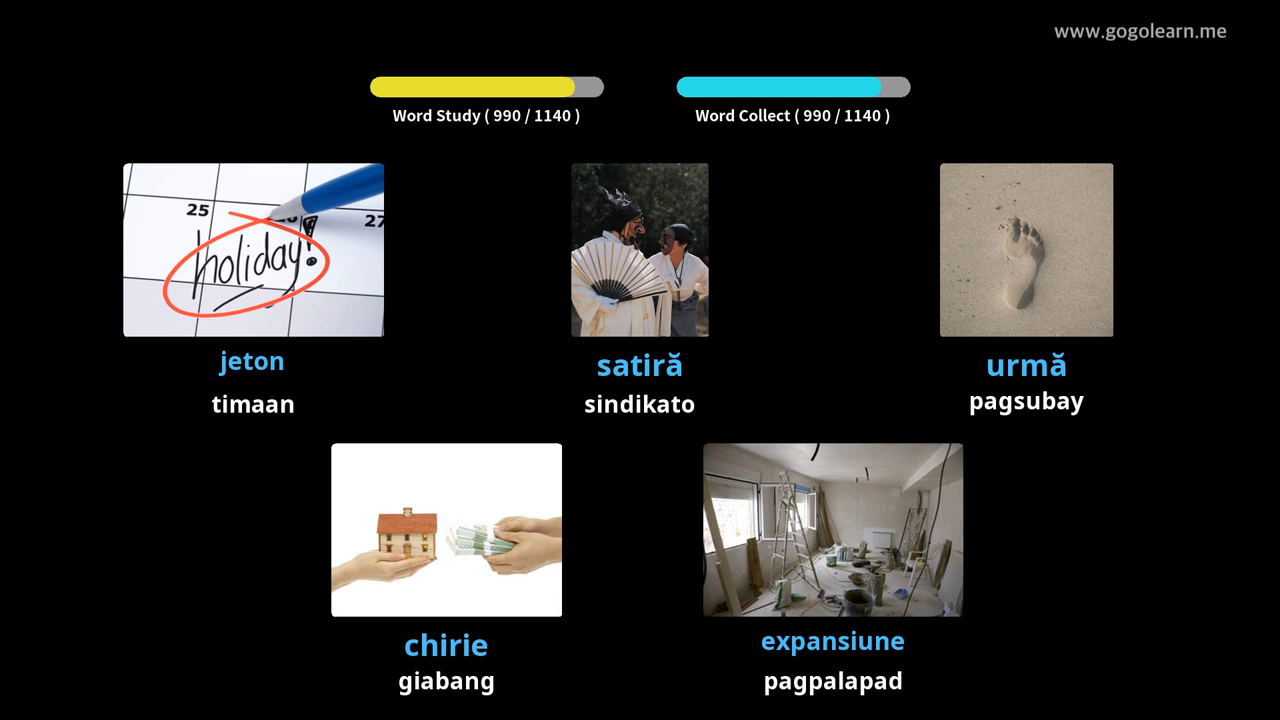 www.gogolearn.me
Word Study ( 990 / 1140 )
Word Collect ( 990 / 1140 )
25
27
holiday!
jeton
timaan
satiră
sindikato
urmă
pagsubay
chirie
giabang
expansiune
pagpalapad